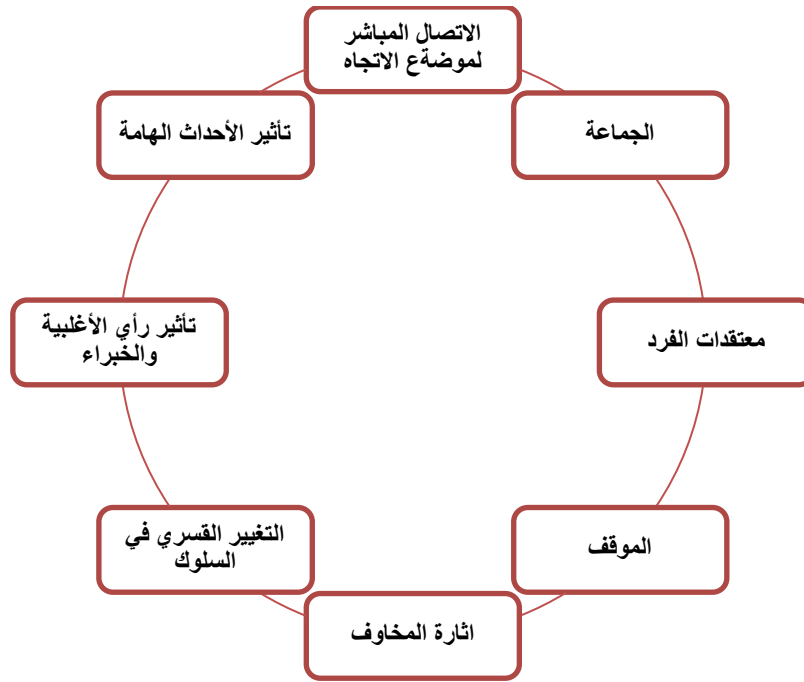 الاتصال المباشر
لموضةع الاتجاه
الجماعة
معتقدات الفرد
الموقف
اثارة المخاوف
التغيير القسري في
السلوك
تأثير رأي الأغلبية
والخبراء
تأثير الأحداث الهامة